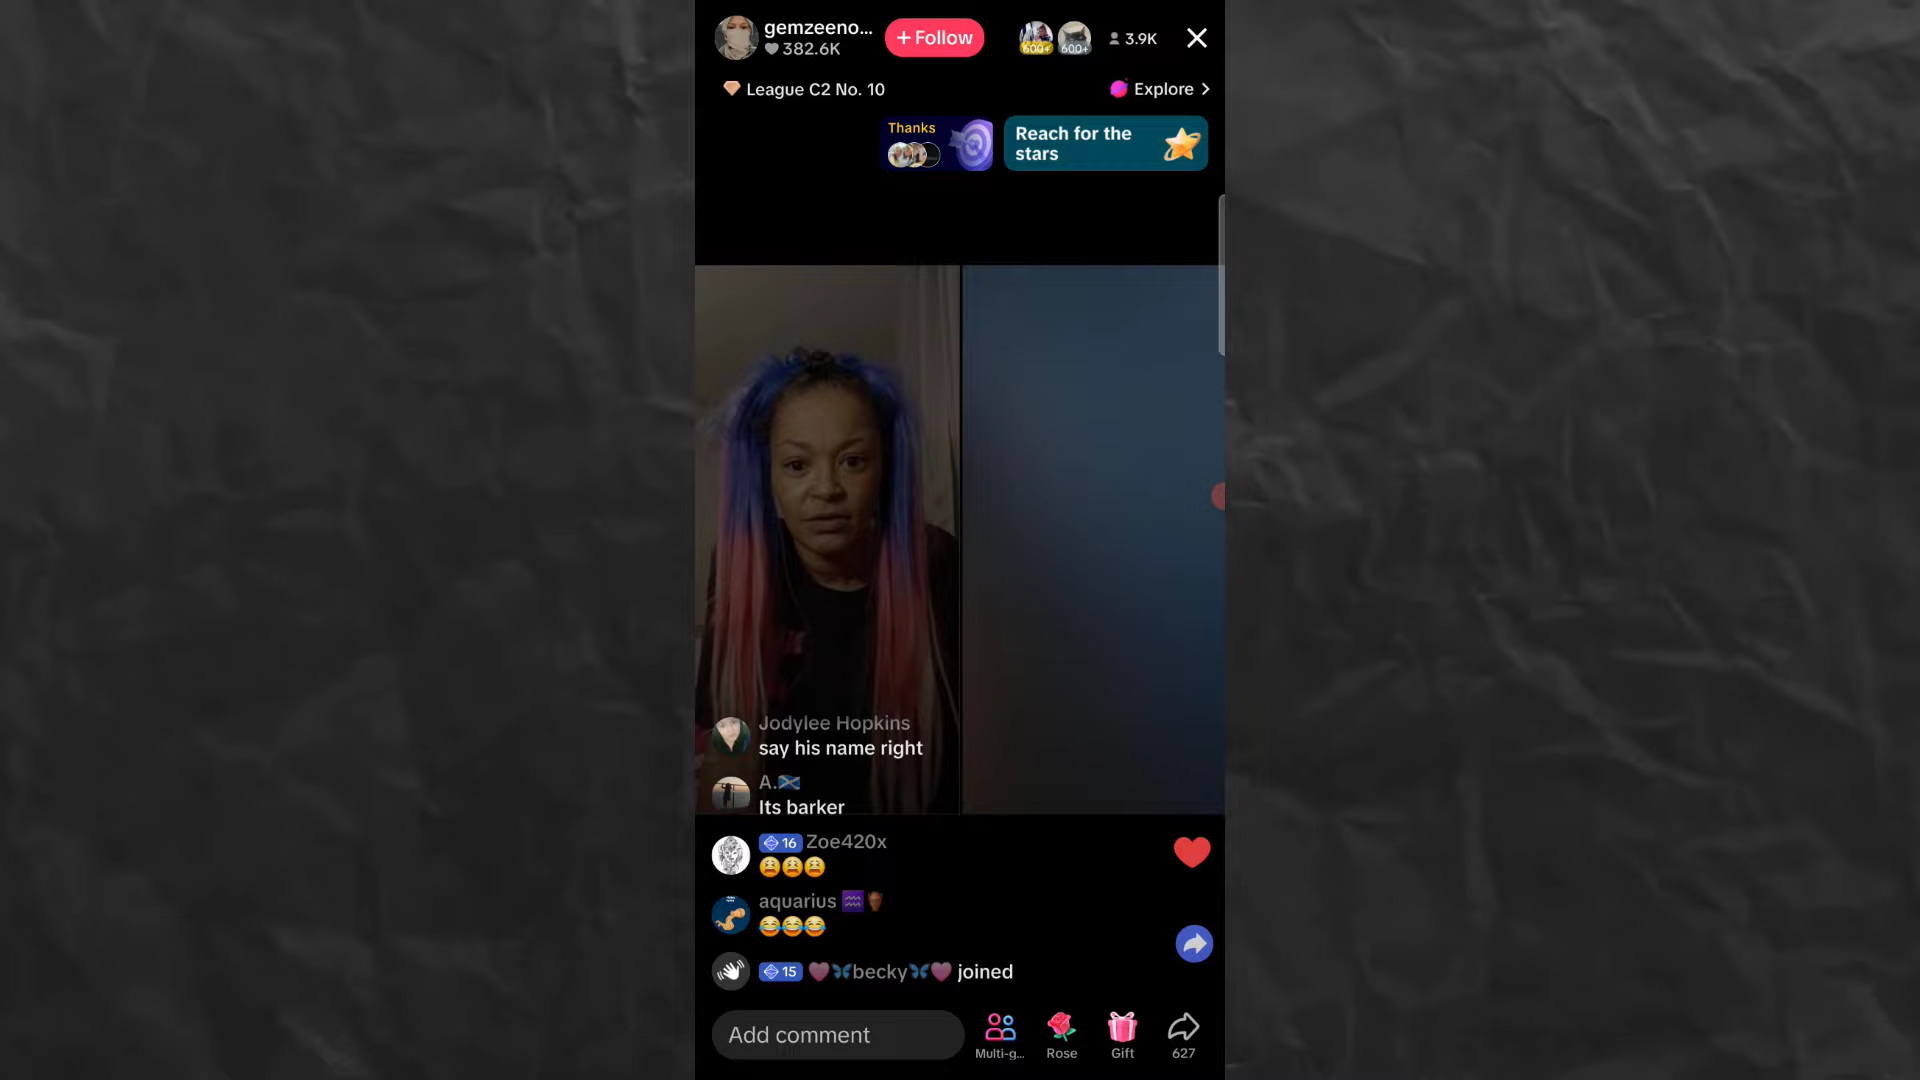 gemzeeno...
382.6K
+ Follow
600+
600+
3.9K
League C2 No. 10
Explore >
Thanks
Reach for the
stars
Jodylee Hopkins
say his name right
A.🏴󠁧󠁢󠁳󠁣󠁴󠁿
Its barker
16 Zoe420x
😫😫😫
aquarius ♒⚱️
😂😂😂
15 💗🦋becky🦋💗 joined
Add comment
Multi-g...
Rose
Gift
627